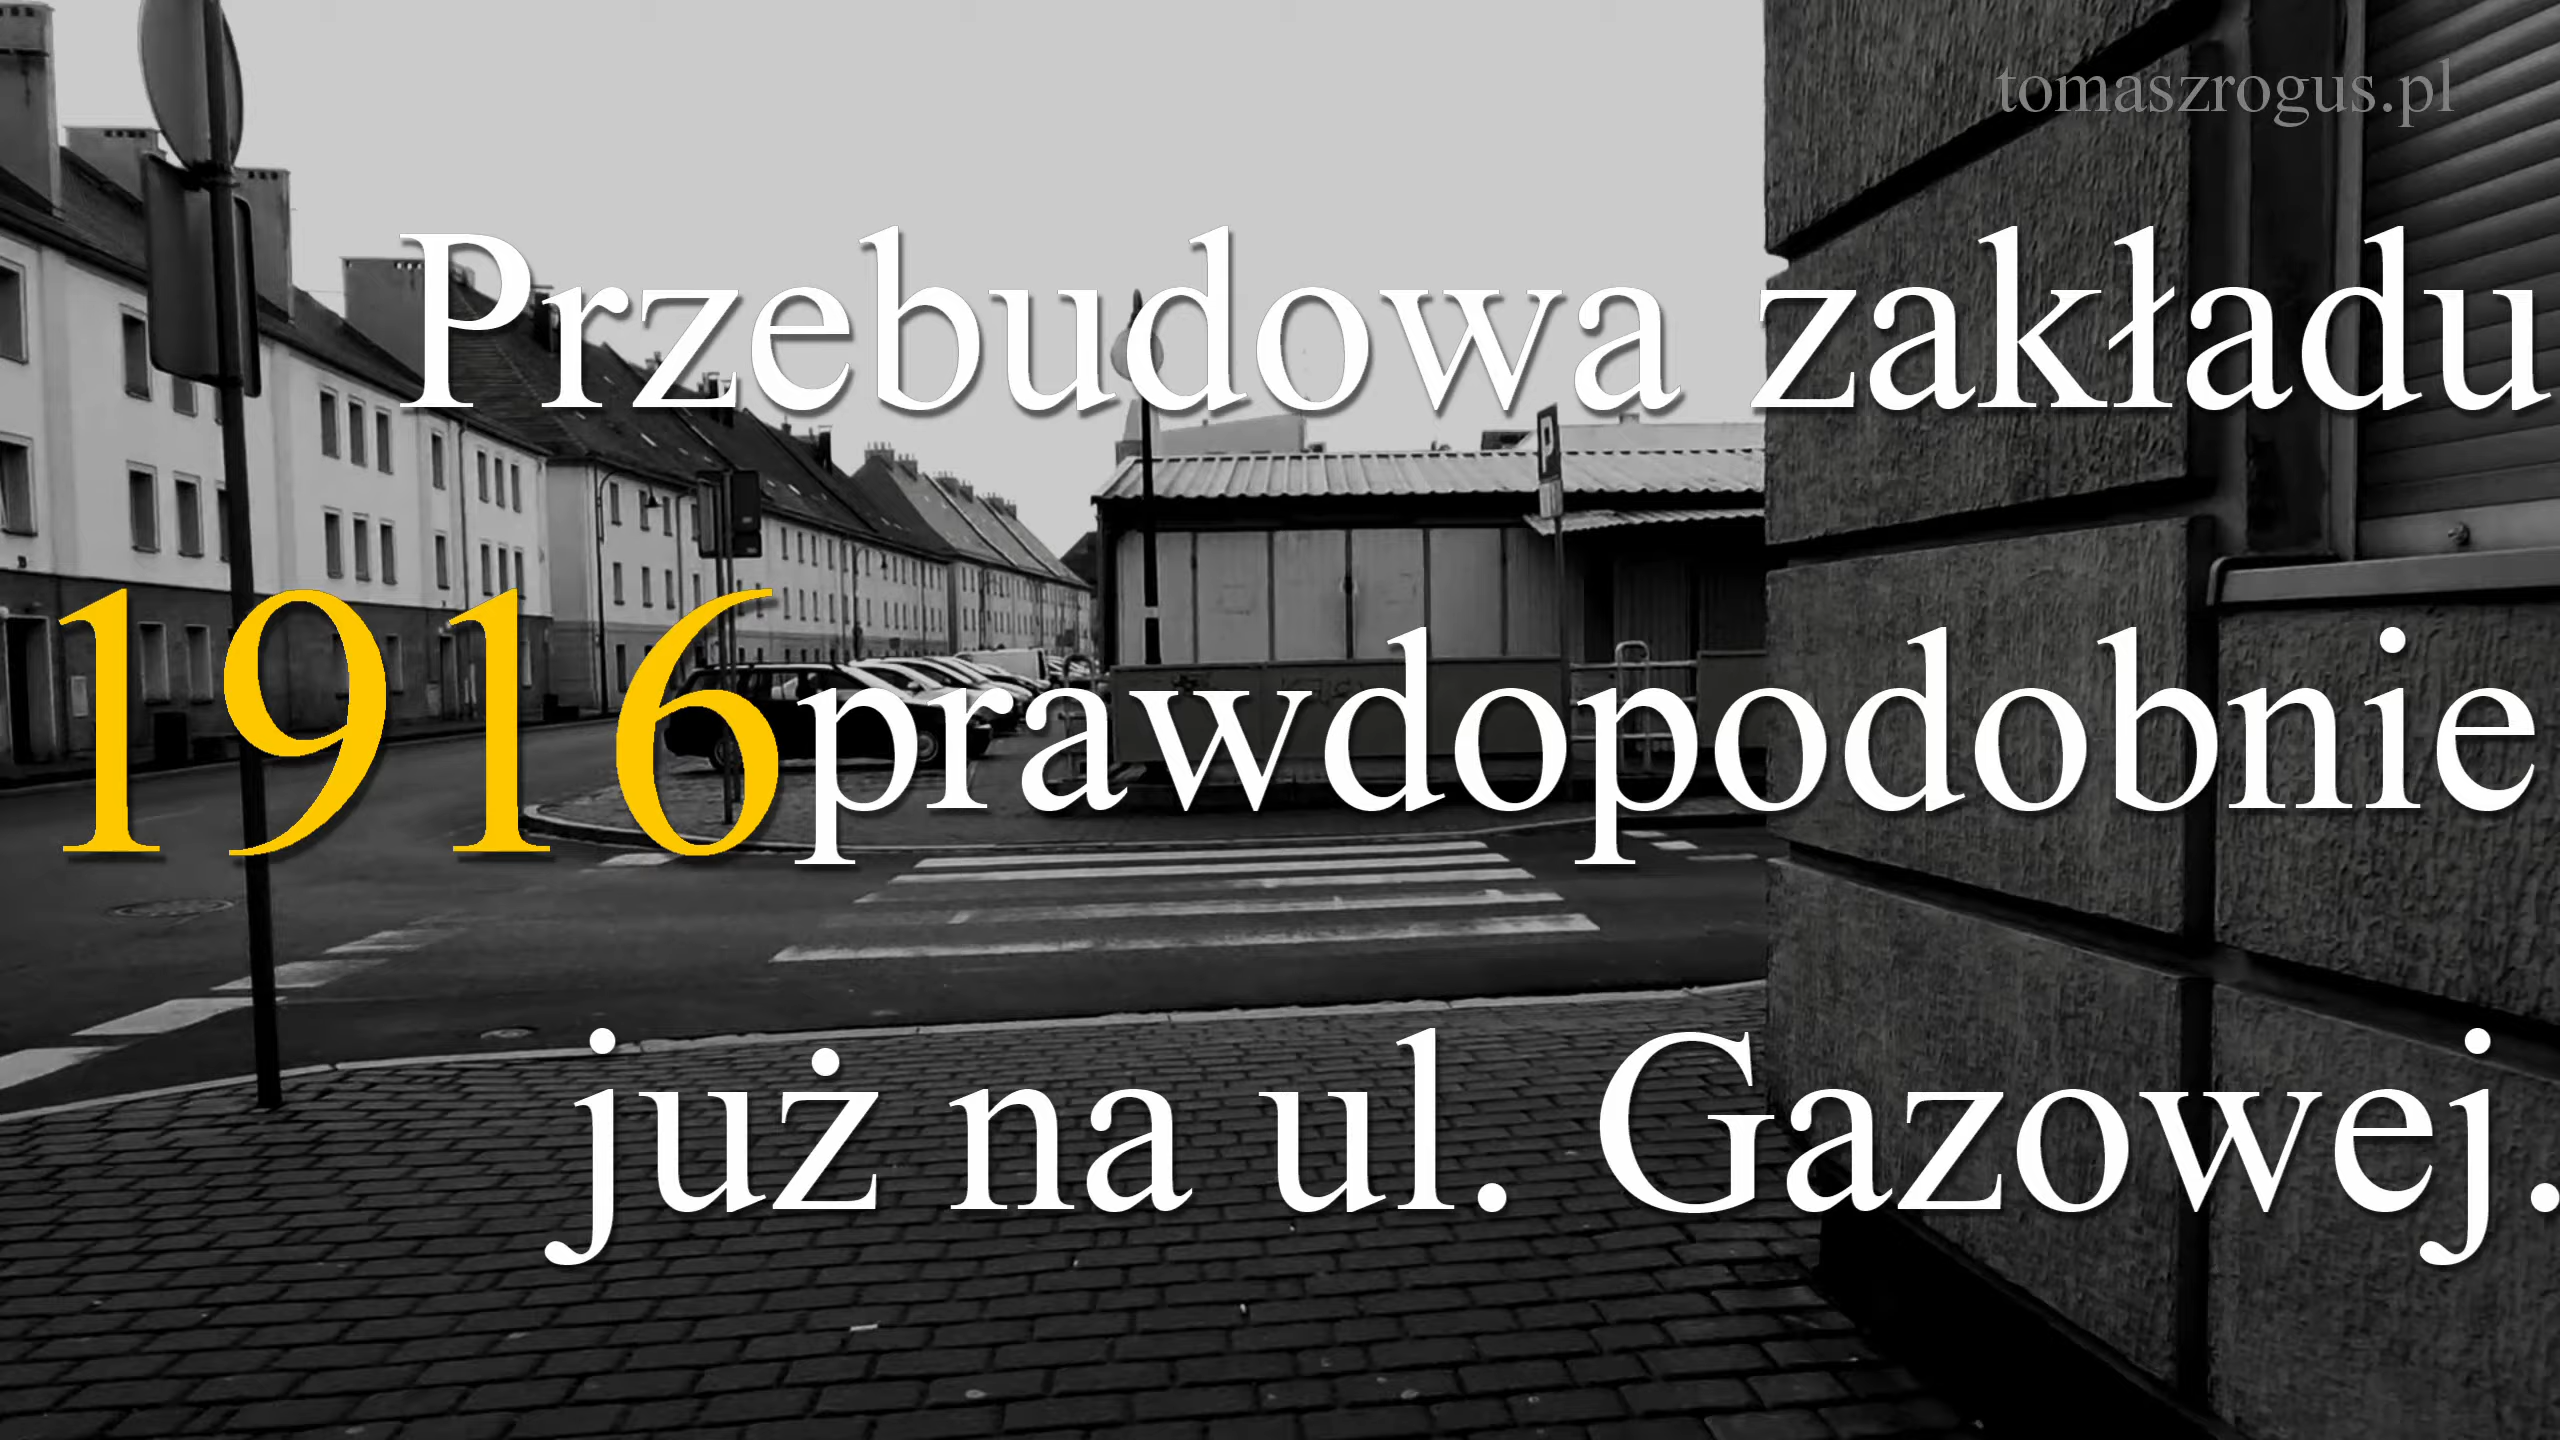 tomaszrogus.pl
Przebudowa zakładu
1916 prawdopodobnie
już na ul. Gazowej.
P